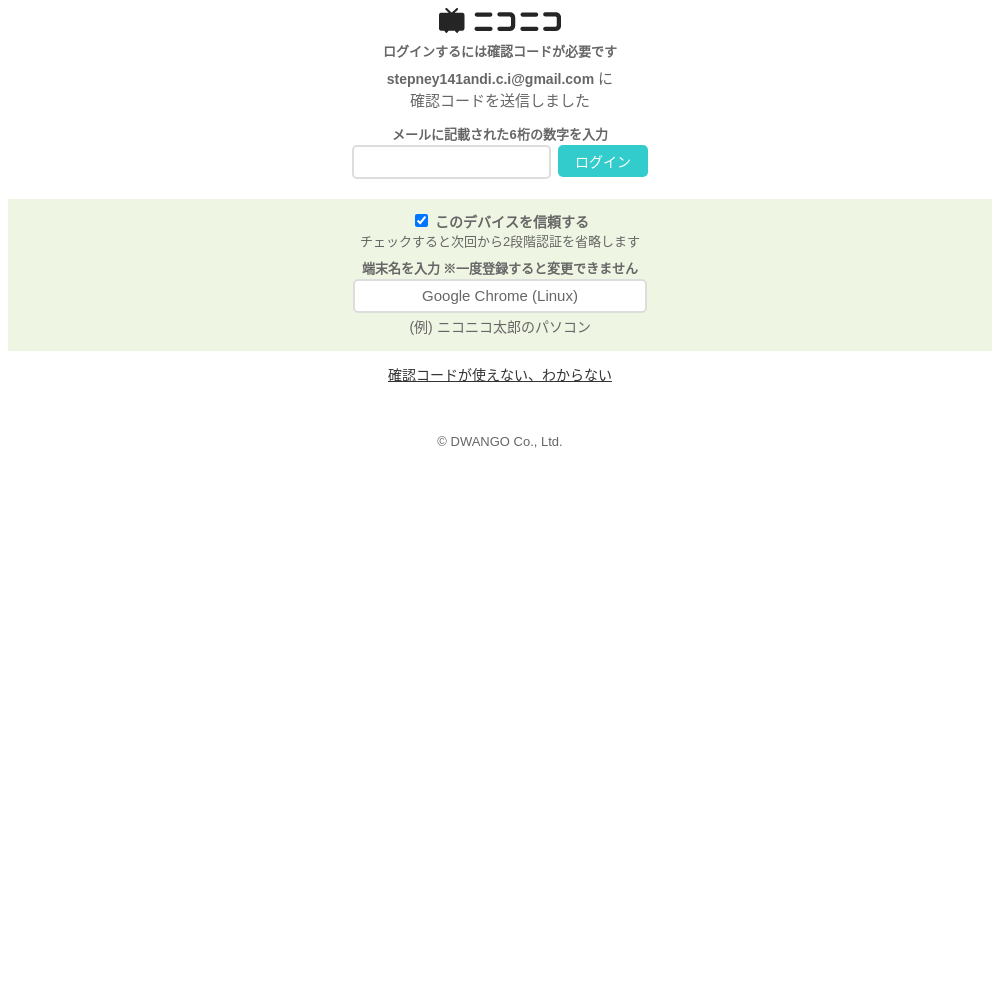 ニコニコ
ログインするには確認コードが必要です
stepney141andi.c.i@gmail.com に
確認コードを送信しました
メールに記載された6桁の数字を入力
ログイン
このデバイスを信頼する
チェックすると次回から2段階認証を省略します
端末名を入力 ※一度登録すると変更できません
Google Chrome (Linux)
(例) ニコニコ太郎のパソコン
確認コードが使えない、わからない
© DWANGO Co., Ltd.